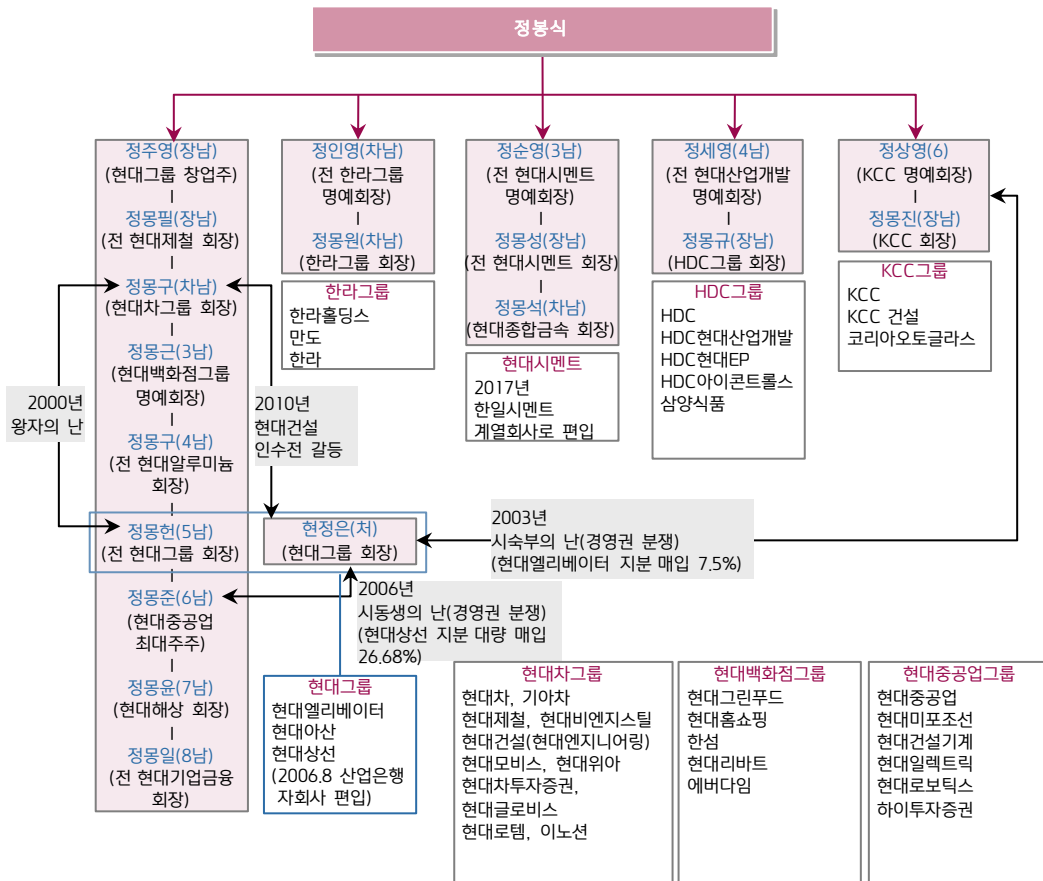 정봉식
정주영(장남)
(현대그룹 창업주)
정몽필(장남)
(전 현대제철 회장)
정몽구(차남)
(현대차그룹 회장)
정몽근(3남)
(현대백화점그룹
명예회장)
정몽구(4남)
(전 현대알루미늄
회장)
정몽헌(5남)
(전 현대그룹 회장)
정몽준(6남)
(현대중공업
최대주주)
정몽윤(7남)
(현대해상 회장)
정몽일(8남)
(전 현대기업금융
회장)
정인영(차남)
(전 한라그룹
명예회장)
정몽원(차남)
(한라그룹 회장)
한라그룹
한라홀딩스
만도
한라
정순영(3남)
(전 현대시멘트
명예회장)
정몽성(장남)
(전 현대시멘트 회장)
정몽석(차남)
(현대종합금속 회장)
현대시멘트
2017년
한일시멘트
계열회사로 편입
정세영(4남)
(전 현대산업개발
명예회장)
정몽규(장남)
(HDC그룹 회장)
HDC그룹
HDC
HDC현대산업개발
HDC현대EP
HDC아이콘트롤스
삼양식품
정상영(6)
(KCC 명예회장)
정몽진(장남)
(KCC 회장)
KCC그룹
KCC
KCC 건설
코리아오토글라스
2000년
왕자의 난
2010년
현대건설
인수전 갈등
현정은(처)
(현대그룹 회장)
2003년
시숙부의 난(경영권 분쟁)
(현대엘리베이터 지분 매입 7.5%)
2006년
시동생의 난(경영권 분쟁)
(현대상선 지분 대량 매입
26.68%)
현대그룹
현대엘리베이터
현대아산
현대상선
(2006.8 산업은행
자회사 편입)
현대차그룹
현대차, 기아차
현대제철, 현대비엔지스틸
현대건설(현대엔지니어링)
현대모비스, 현대위아
현대차투자증권,
현대글로비스
현대로템, 이노션
현대백화점그룹
현대그린푸드
현대홈쇼핑
한섬
현대리바트
에버다임
현대중공업그룹
현대중공업
현대미포조선
현대건설기계
현대일렉트릭
현대로보틱스
하이투자증권